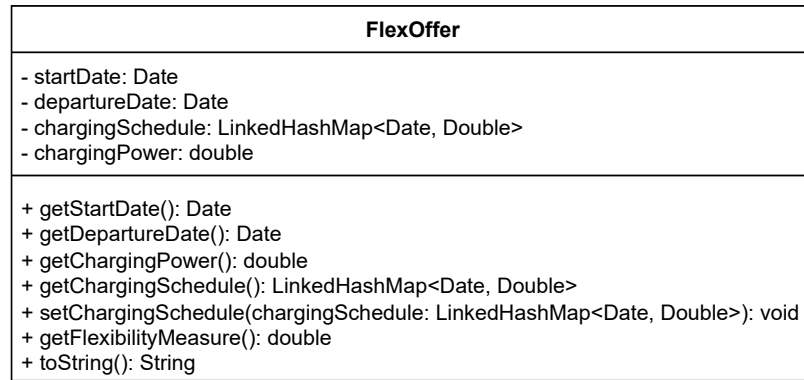 FlexOffer
- startDate: Date
- departureDate: Date
- chargingSchedule: LinkedHashMap<Date, Double>
- chargingPower: double
+ getStartDate(): Date
+ getDepartureDate(): Date
+ getChargingPower(): double
+ getChargingSchedule(): LinkedHashMap<Date, Double>
+ setChargingSchedule(chargingSchedule: LinkedHashMap<Date, Double>): void
+ getFlexibilityMeasure(): double
+ toString(): String